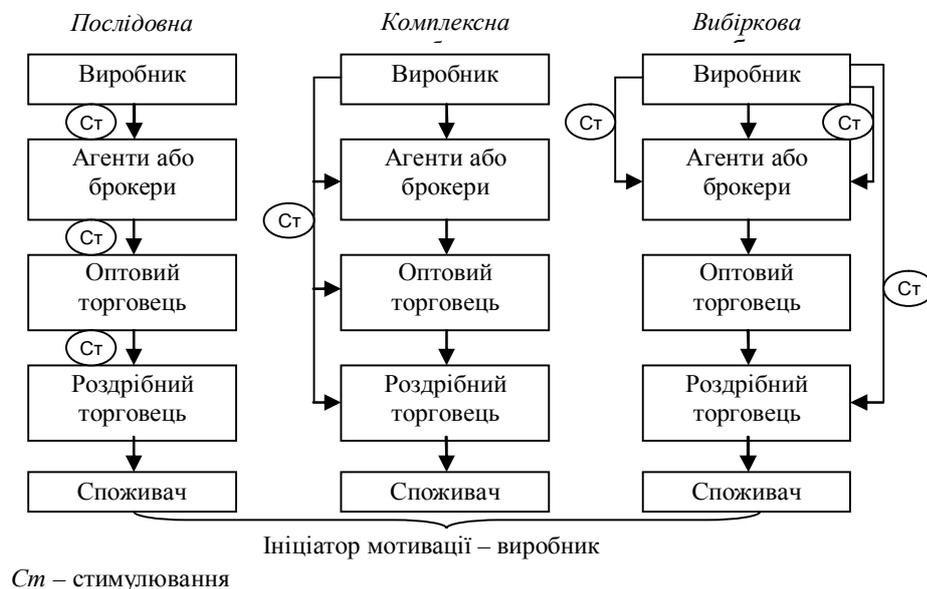 Послідовна
Комплексна
Вибіркова
Виробник
Ст
Агенти або
брокери
Ст
Оптовий
торговець
Ст
Роздрібний
торговець
Споживач
Виробник
Ст
Агенти або
брокери
Оптовий
торговець
Роздрібний
торговець
Споживач
Виробник
Ст
Ст
Агенти або
брокери
Оптовий
торговець
Ст
Роздрібний
торговець
Споживач
Ініціатор мотивації – виробник
Ст – стимулювання